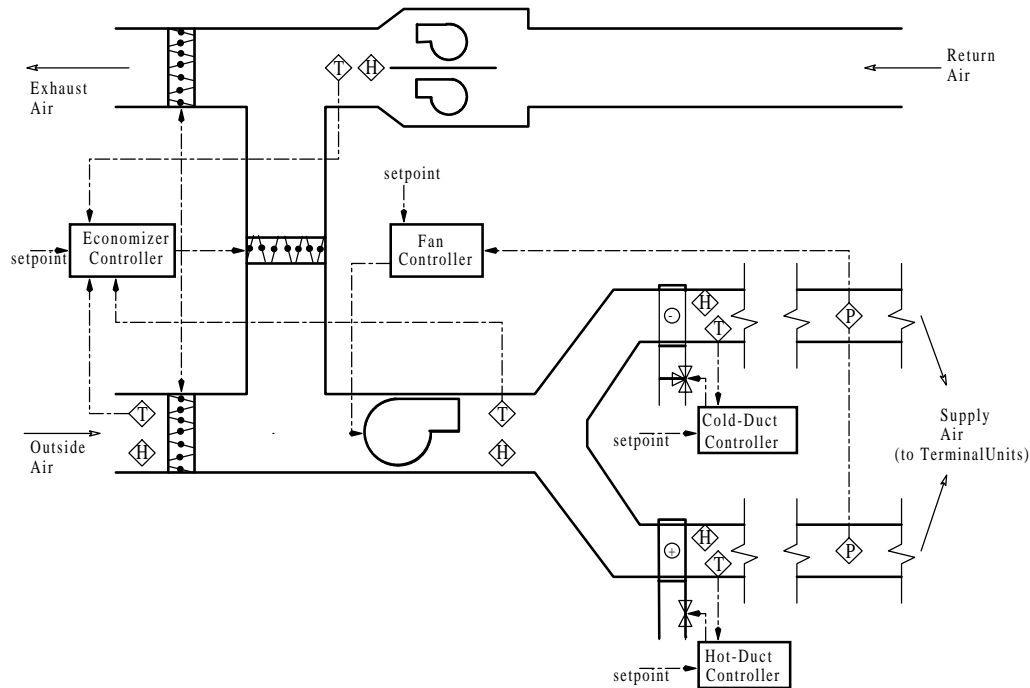 T H
Exhaust
Air
Return
Air
setpoint
Economizer
Controller
setpoint
Fan
Controller
H
T
-
P
T
H
Outside
Air
T
H
setpoint
Cold-Duct
Controller
Supply
Air
(to TerminalUnits)
H
T
+
P
setpoint
Hot-Duct
Controller